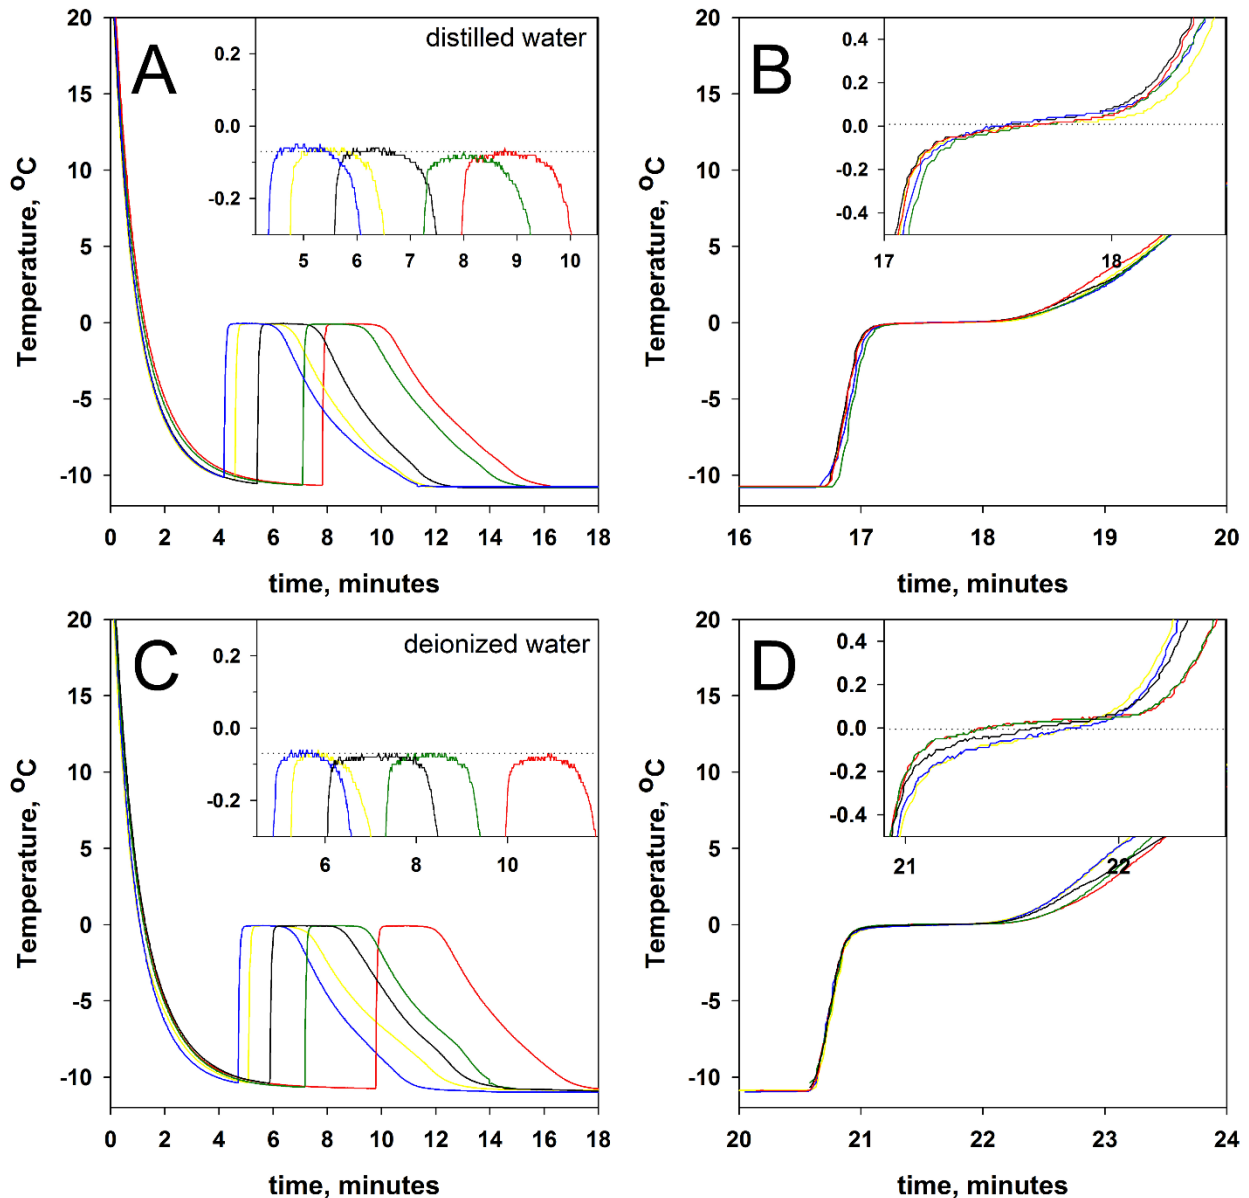 A
distilled water
20
15
10
5
0
-5
-10
Temperature, °C
0.2
0.0
-0.2
5 6 7 8 9 10
0 2 4 6 8 10 12 14 16 18
time, minutes
B
20
15
10
5
0
-5
-10
Temperature, °C
0.4
0.2
0.0
-0.2
-0.4
17 18
16 17 18 19 20
time, minutes
C
deionized water
20
15
10
5
0
-5
-10
Temperature, °C
0.2
0.0
-0.2
6 8 10
0 2 4 6 8 10 12 14 16 18
time, minutes
D
20
15
10
5
0
-5
-10
Temperature, °C
0.4
0.2
0.0
-0.2
-0.4
21 22
20 21 22 23 24
time, minutes